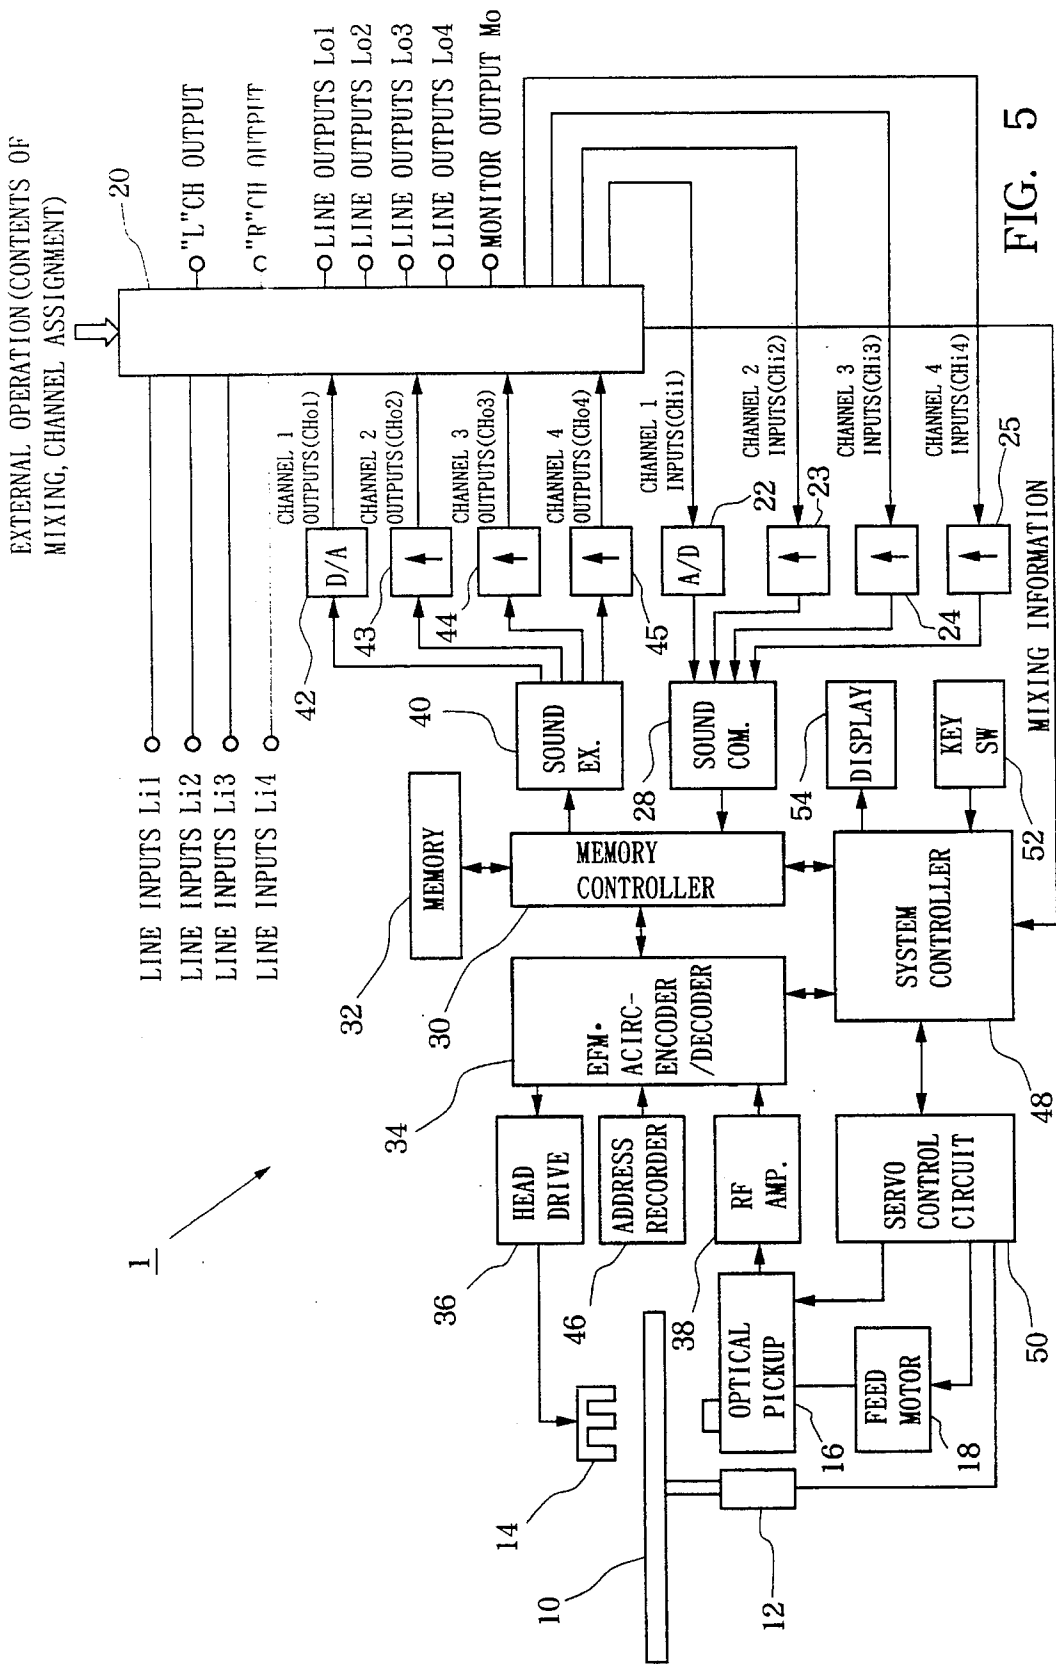 EXTERNAL OPERATION(CONTENTS OF
MIXING, CHANNEL ASSIGNMENT)
20
LINE INPUTS Li1
LINE INPUTS Li2
LINE INPUTS Li3
LINE INPUTS Li4
"L"CH OUTPUT
"R"CH OUTPUT
LINE OUTPUTS Lo1
LINE OUTPUTS Lo2
LINE OUTPUTS Lo3
LINE OUTPUTS Lo4
MONITOR OUTPUT Mo
CHANNEL 1
OUTPUTS(CHo1)
CHANNEL 2
OUTPUTS(CHo2)
CHANNEL 3
OUTPUTS(CHo3)
CHANNEL 4
OUTPUTS(CHo4)
CHANNEL 1
INPUTS(CHi1)
CHANNEL 2
INPUTS(CHi2)
CHANNEL 3
INPUTS(CHi3)
CHANNEL 4
INPUTS(CHi4)
42
D/A
43
44
45
A/D
22
23
24
25
40
SOUND
EX.
28
SOUND
COM.
54
DISPLAY
KEY
SW
52
MIXING INFORMATION
32
MEMORY
30
MEMORY
CONTROLLER
34
EFM·
ACIRC-
ENCODER
/DECODER
SYSTEM
CONTROLLER
48
1
36
HEAD
DRIVE
46
ADDRESS
RECORDER
38
RF
AMP.
SERVO
CONTROL
CIRCUIT
50
14
10
12
OPTICAL
PICKUP
16
FEED
MOTOR
18
FIG. 5